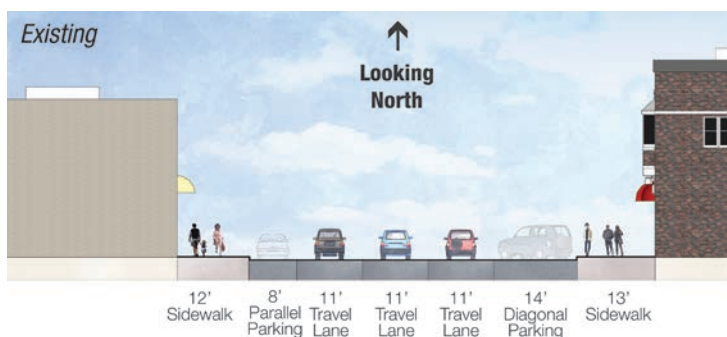 Existing
Looking
North
12' 8' 11' 11' 11' 14' 13'
Sidewalk Parallel Travel Travel Travel Diagonal Sidewalk
Parking Lane Lane Lane Parking